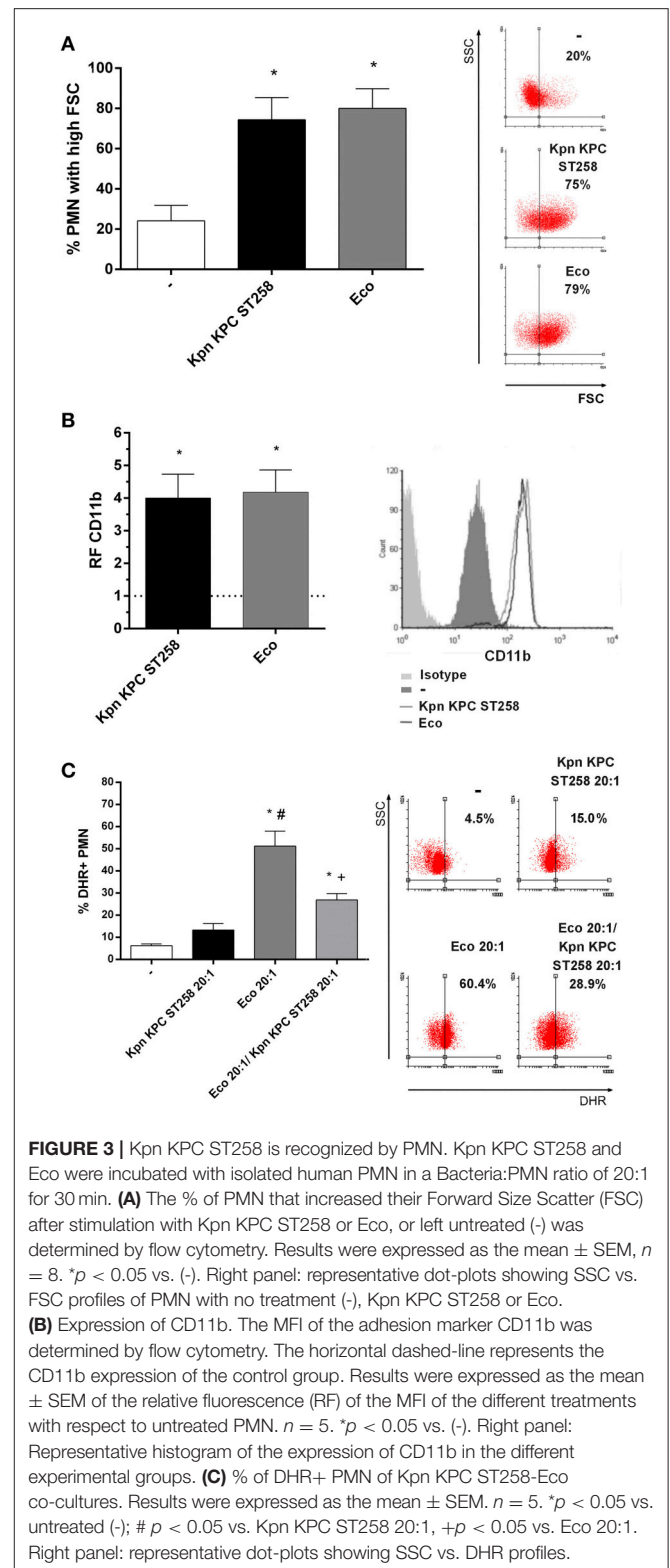 A
% PMN with high FSC
100
80
60
40
20
0
*
*
-
Kpn KPC ST258
Eco
SSC
-
20%
Kpn KPC
ST258
75%
Eco
79%
FSC
B
RF CD11b
6
5
4
3
2
1
0
*
*
Kpn KPC ST258
Eco
Count
120
90
60
30
0
10^0 10^1 10^2 10^3 10^4
CD11b
Isotype
-
Kpn KPC ST258
Eco
C
% DHR+ PMN
80
70
60
50
40
30
20
10
0
* #
* +
-
Kpn KPC ST258 20:1
Eco 20:1
Eco 20:1/ Kpn KPC ST258 20:1
SSC
-
4.5%
Kpn KPC
ST258 20:1
15.0%
Eco 20:1
60.4%
Eco 20:1/
Kpn KPC
ST258 20:1
28.9%
DHR
FIGURE 3 | Kpn KPC ST258 is recognized by PMN. Kpn KPC ST258 and
Eco were incubated with isolated human PMN in a Bacteria:PMN ratio of 20:1
for 30 min. (A) The % of PMN that increased their Forward Size Scatter (FSC)
after stimulation with Kpn KPC ST258 or Eco, or left untreated (-) was
determined by flow cytometry. Results were expressed as the mean ± SEM, n
= 8. *p < 0.05 vs. (-). Right panel: representative dot-plots showing SSC vs.
FSC profiles of PMN with no treatment (-), Kpn KPC ST258 or Eco.
(B) Expression of CD11b. The MFI of the adhesion marker CD11b was
determined by flow cytometry. The horizontal dashed-line represents the
CD11b expression of the control group. Results were expressed as the mean
± SEM of the relative fluorescence (RF) of the MFI of the different treatments
with respect to untreated PMN. n = 5. *p < 0.05 vs. (-). Right panel:
Representative histogram of the expression of CD11b in the different
experimental groups. (C) % of DHR+ PMN of Kpn KPC ST258-Eco
co-cultures. Results were expressed as the mean ± SEM. n = 5. *p < 0.05 vs.
untreated (-); # p < 0.05 vs. Kpn KPC ST258 20:1, +p < 0.05 vs. Eco 20:1.
Right panel: representative dot-plots showing SSC vs. DHR profiles.